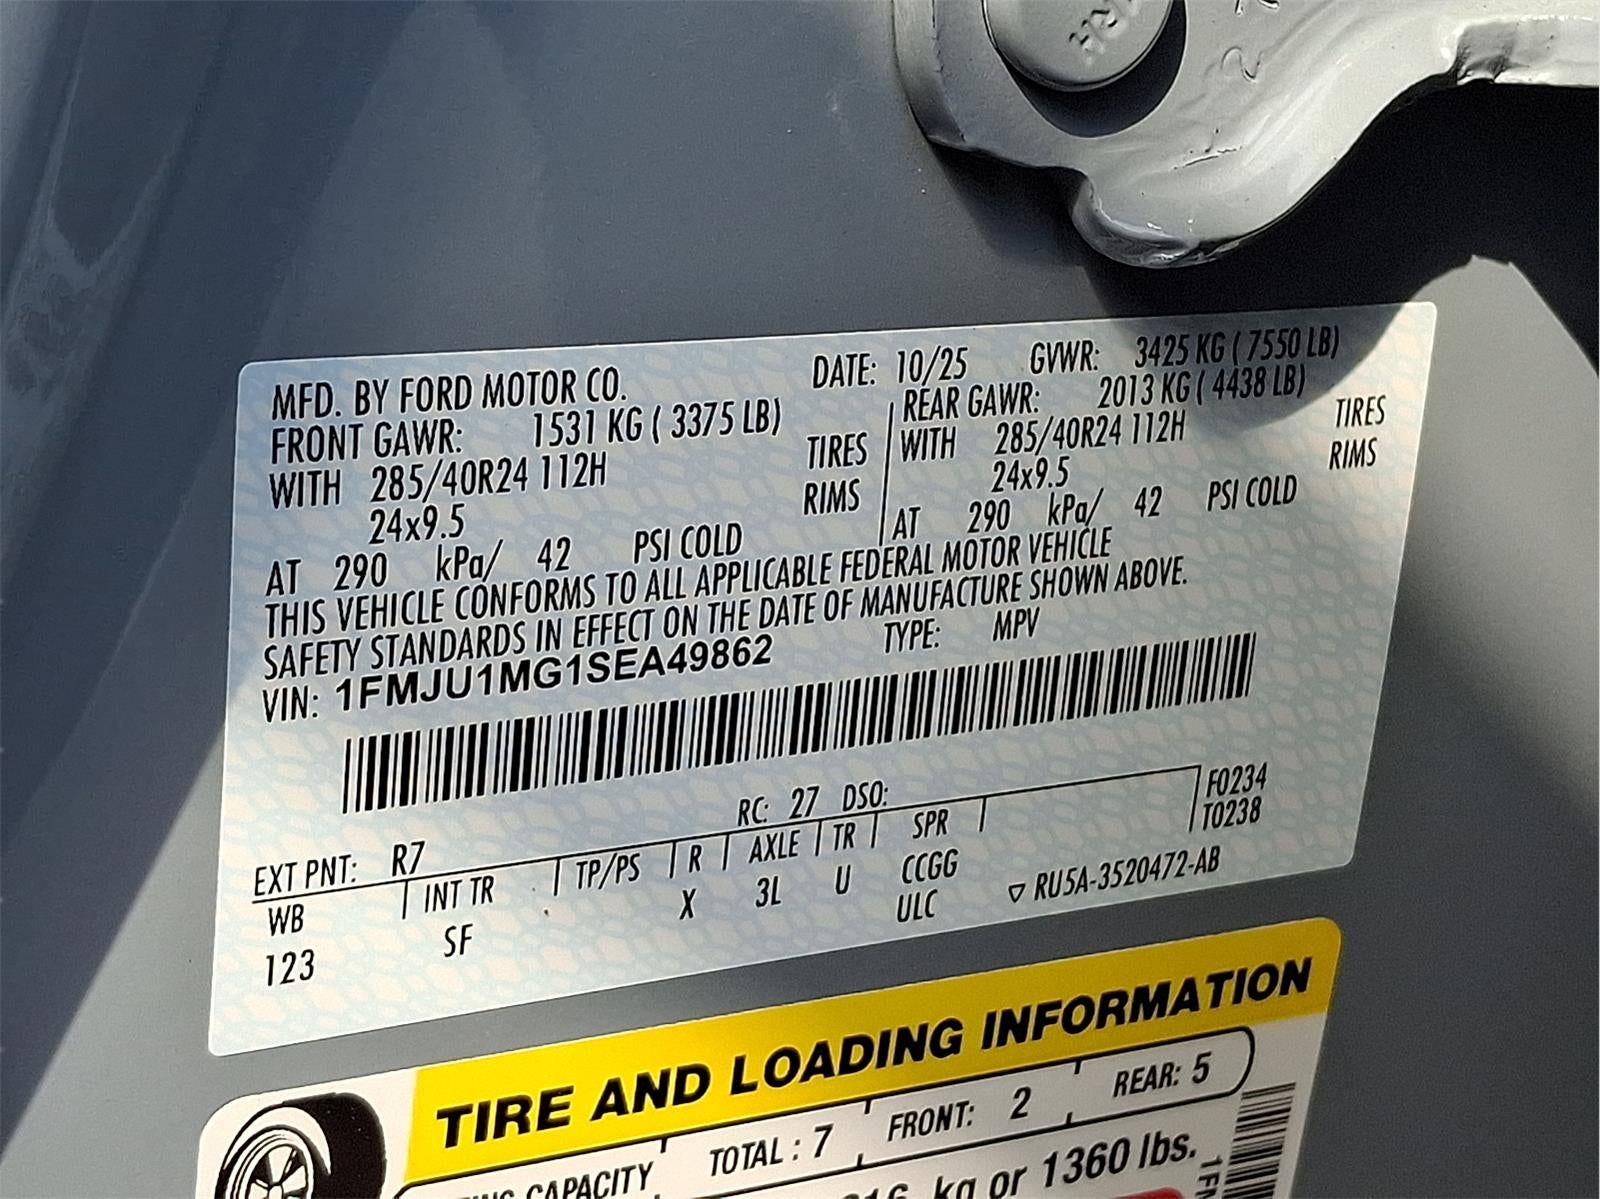 MFD. BY FORD MOTOR CO. DATE: 10/25 GVWR: 3425 KG ( 7550 LB)
FRONT GAWR: 1531 KG ( 3375 LB) REAR GAWR: 2013 KG ( 4438 LB)
WITH 285/40R24 112H TIRES WITH 285/40R24 112H TIRES
24x9.5 RIMS 24x9.5 RIMS
AT 290 kPa/ 42 PSI COLD AT 290 kPa/ 42 PSI COLD
THIS VEHICLE CONFORMS TO ALL APPLICABLE FEDERAL MOTOR VEHICLE
SAFETY STANDARDS IN EFFECT ON THE DATE OF MANUFACTURE SHOWN ABOVE.
VIN: 1FMJU1MG1SEA49862 TYPE: MPV
EXT PNT: R7 RC: 27 DSO: F0234
WB INT TR TP/PS R AXLE TR SPR T0238
123 SF X 3L U CCGG
ULC RU5A-3520472-AB
TIRE AND LOADING INFORMATION
CAPACITY TOTAL : 7 FRONT: 2 REAR: 5
kg or 1360 lbs.